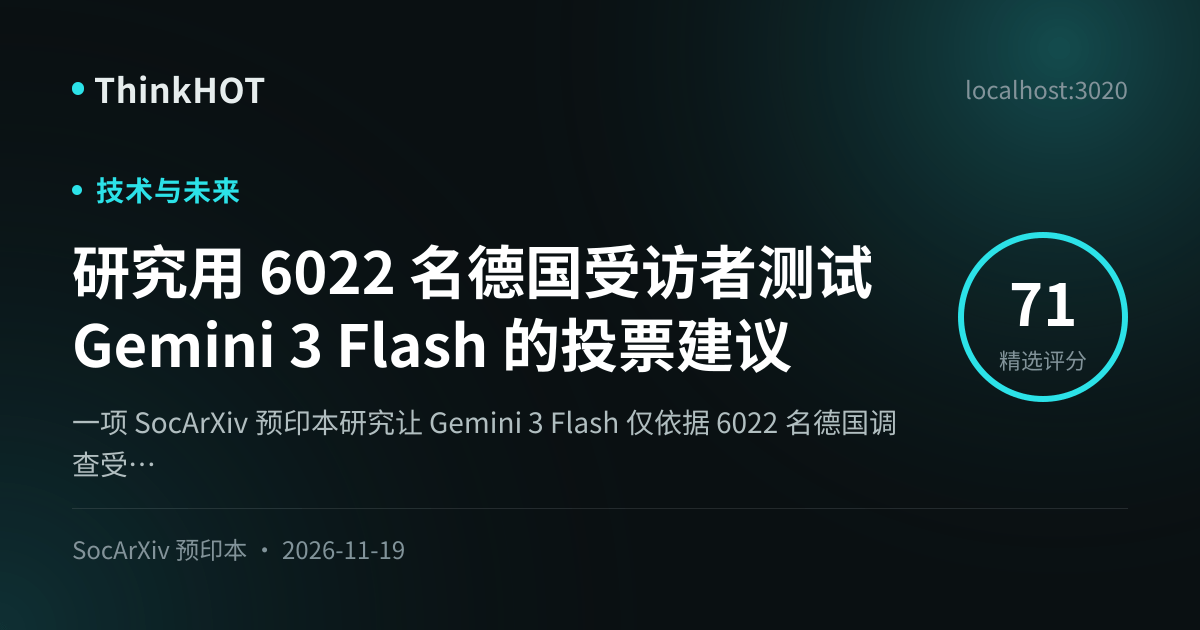 ThinkHOT
localhost:3020
技术与未来
研究用 6022 名德国受访者测试
Gemini 3 Flash 的投票建议
71
精选评分
一项 SocArXiv 预印本研究让 Gemini 3 Flash 仅依据 6022 名德国调
查受…
SocArXiv 预印本 · 2026-11-19